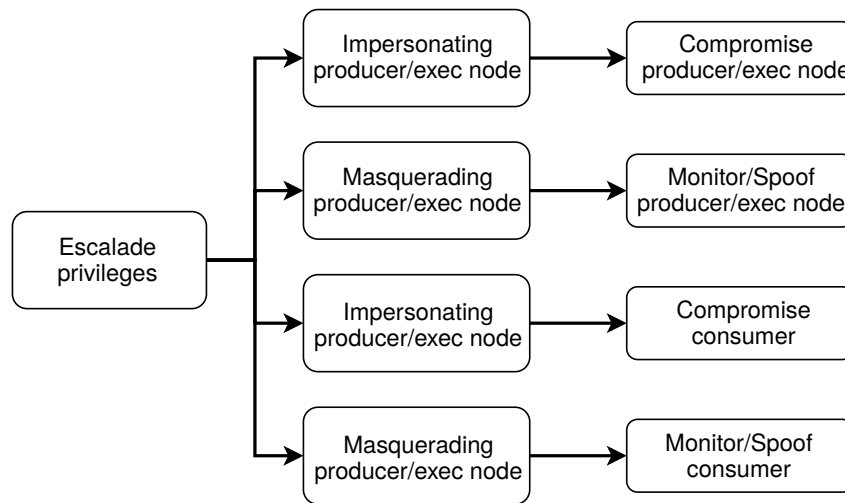 Escalade
privileges
Impersonating
producer/exec node
Compromise
producer/exec node
Masquerading
producer/exec node
Monitor/Spoof
producer/exec node
Impersonating
producer/exec node
Compromise
consumer
Masquerading
producer/exec node
Monitor/Spoof
consumer